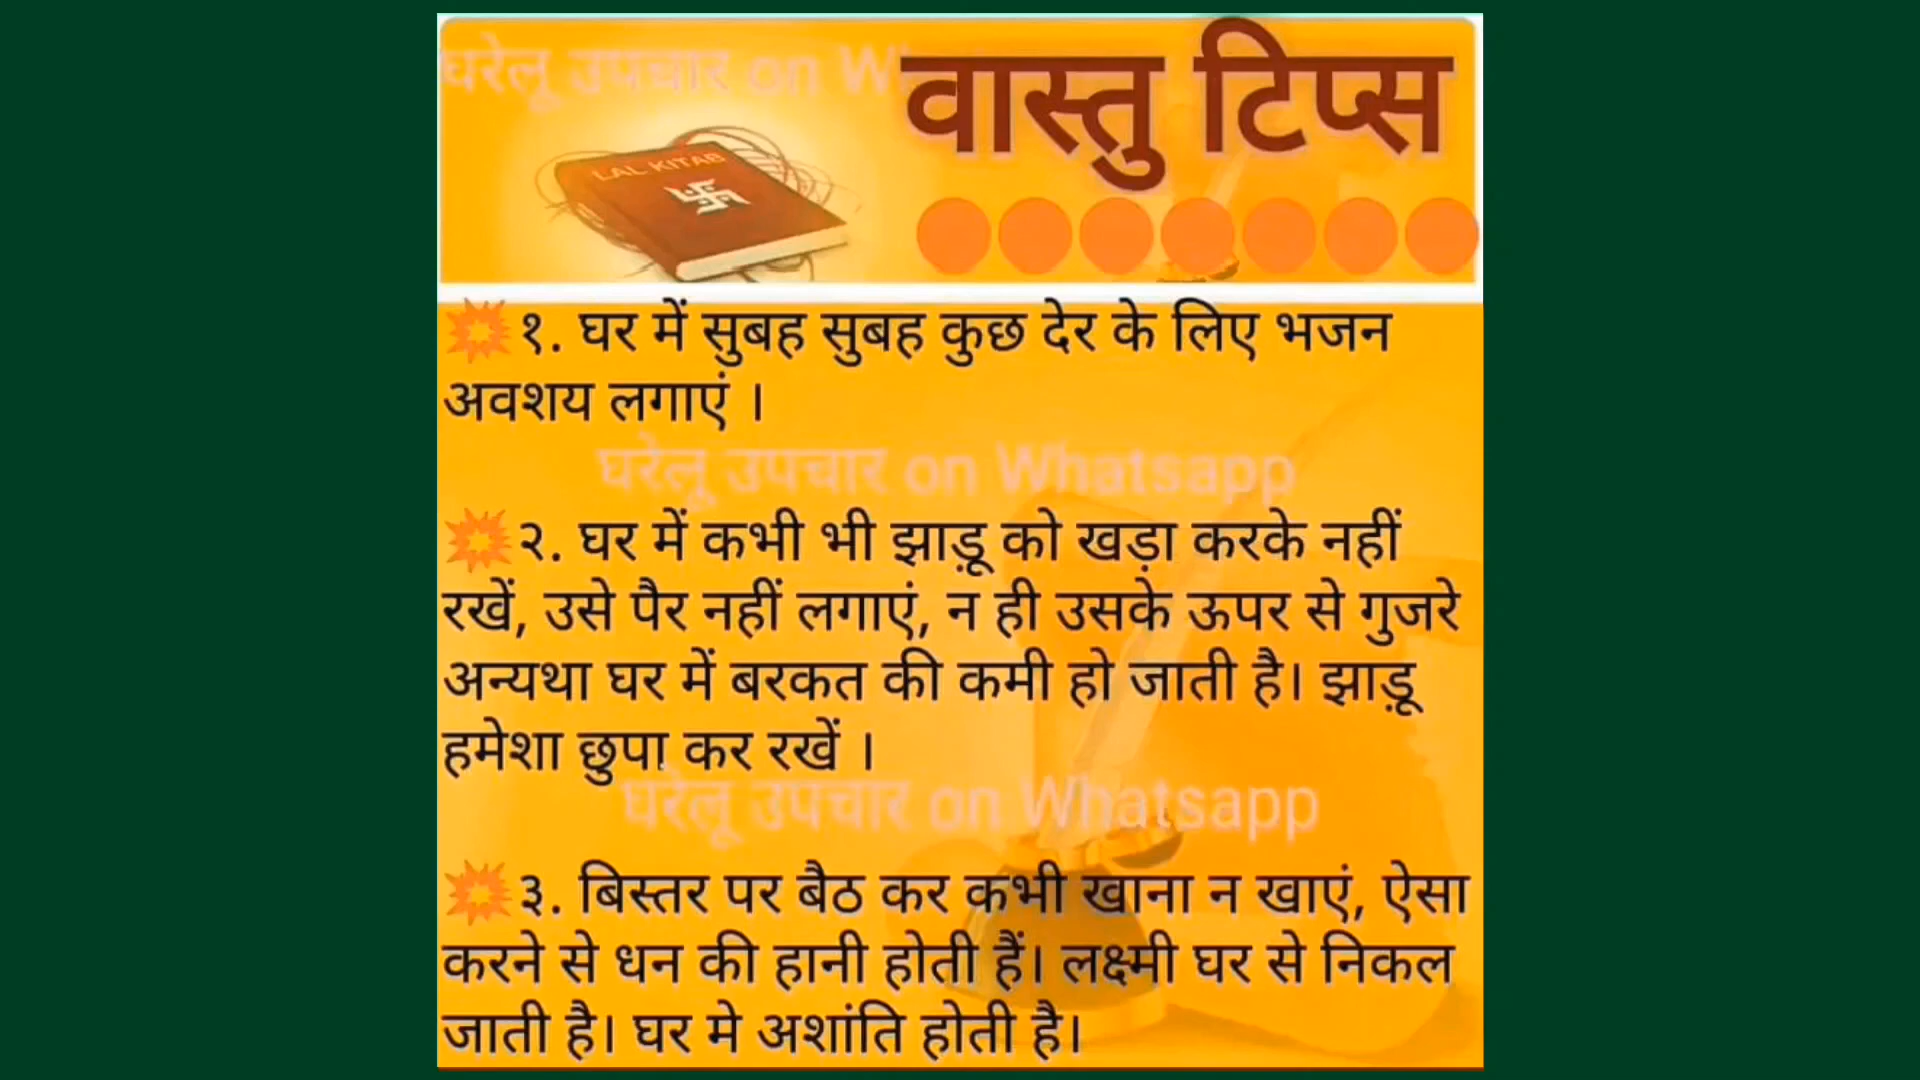 घरेलू उपचार on W
वास्तु टिप्स
LAL KITAB
१. घर में सुबह सुबह कुछ देर के लिए भजन
अवशय लगाएं ।
घरेलू उपचार on Whatsapp
२. घर में कभी भी झाड़ू को खड़ा करके नहीं
रखें, उसे पैर नहीं लगाएं, न ही उसके ऊपर से गुजरे
अन्यथा घर में बरकत की कमी हो जाती है। झाड़ू
हमेशा छुपा कर रखें ।
घरेलू उपचार on Whatsapp
३. बिस्तर पर बैठ कर कभी खाना न खाएं, ऐसा
करने से धन की हानी होती हैं। लक्ष्मी घर से निकल
जाती है। घर मे अशांति होती है।